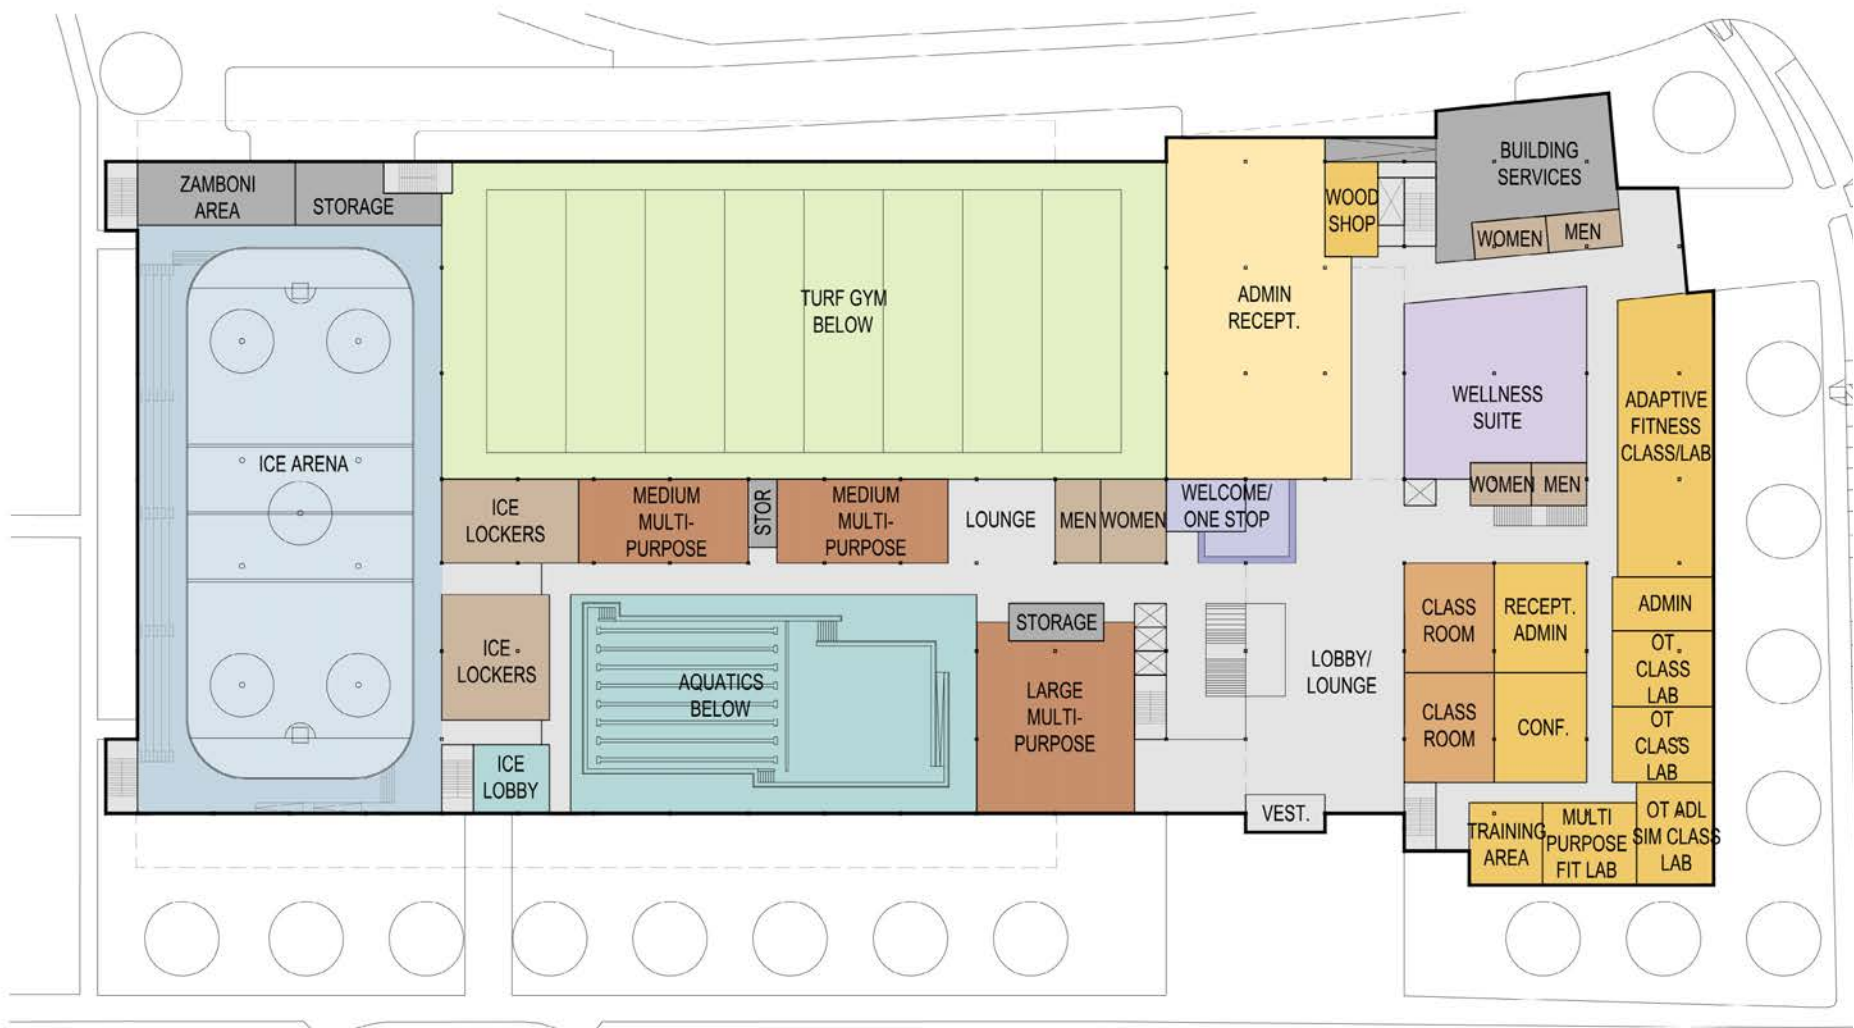 ZAMBONI
AREA
STORAGE
ICE ARENA
TURF GYM
BELOW
ADMIN
RECEPT.
WOOD
SHOP
BUILDING
SERVICES
WOMEN
MEN
WELLNESS
SUITE
WOMEN
MEN
ADAPTIVE
FITNESS
CLASS/LAB
ICE
LOCKERS
MEDIUM
MULTI-
PURPOSE
STOR
MEDIUM
MULTI-
PURPOSE
LOUNGE
MEN
WOMEN
WELCOME/
ONE STOP
ICE
LOCKERS
AQUATICS
BELOW
STORAGE
LARGE
MULTI-
PURPOSE
LOBBY/
LOUNGE
CLASS
ROOM
RECEPT.
ADMIN
ADMIN
OT
CLASS
LAB
CLASS
ROOM
CONF.
OT
CLASS
LAB
ICE
LOBBY
VEST.
TRAINING
AREA
MULTI
PURPOSE
FIT LAB
OT ADL
SIM CLASS
LAB